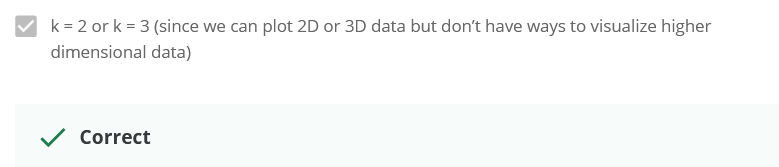 k = 2 or k = 3 (since we can plot 2D or 3D data but don’t have ways to visualize higher
dimensional data)
Correct